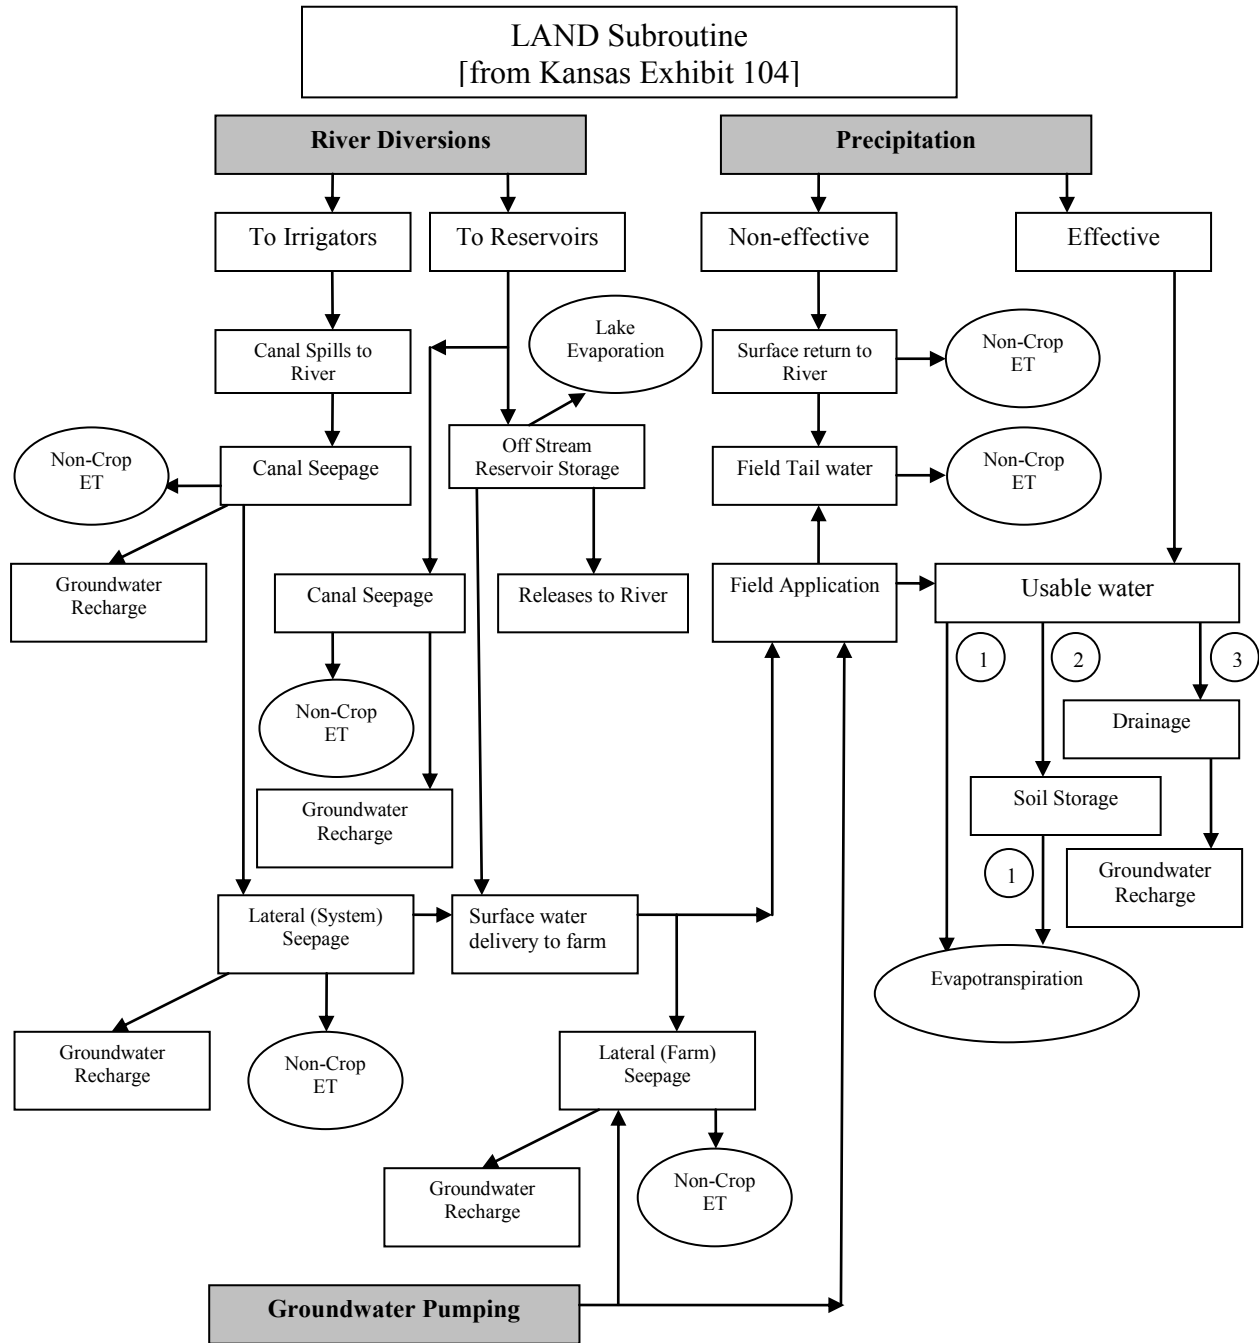 LAND Subroutine
[from Kansas Exhibit 104]
River Diversions
Precipitation
To Irrigators
To Reservoirs
Non-effective
Effective
Canal Spills to
River
Lake
Evaporation
Surface return to
River
Non-Crop
ET
Non-Crop
ET
Canal Seepage
Off Stream
Reservoir Storage
Field Tail water
Non-Crop
ET
Groundwater
Recharge
Canal Seepage
Releases to River
Field Application
Usable water
1
2
3
Non-Crop
ET
Drainage
Groundwater
Recharge
Soil Storage
1
Groundwater
Recharge
Lateral (System)
Seepage
Surface water
delivery to farm
Evapotranspiration
Groundwater
Recharge
Non-Crop
ET
Lateral (Farm)
Seepage
Groundwater
Recharge
Non-Crop
ET
Groundwater Pumping